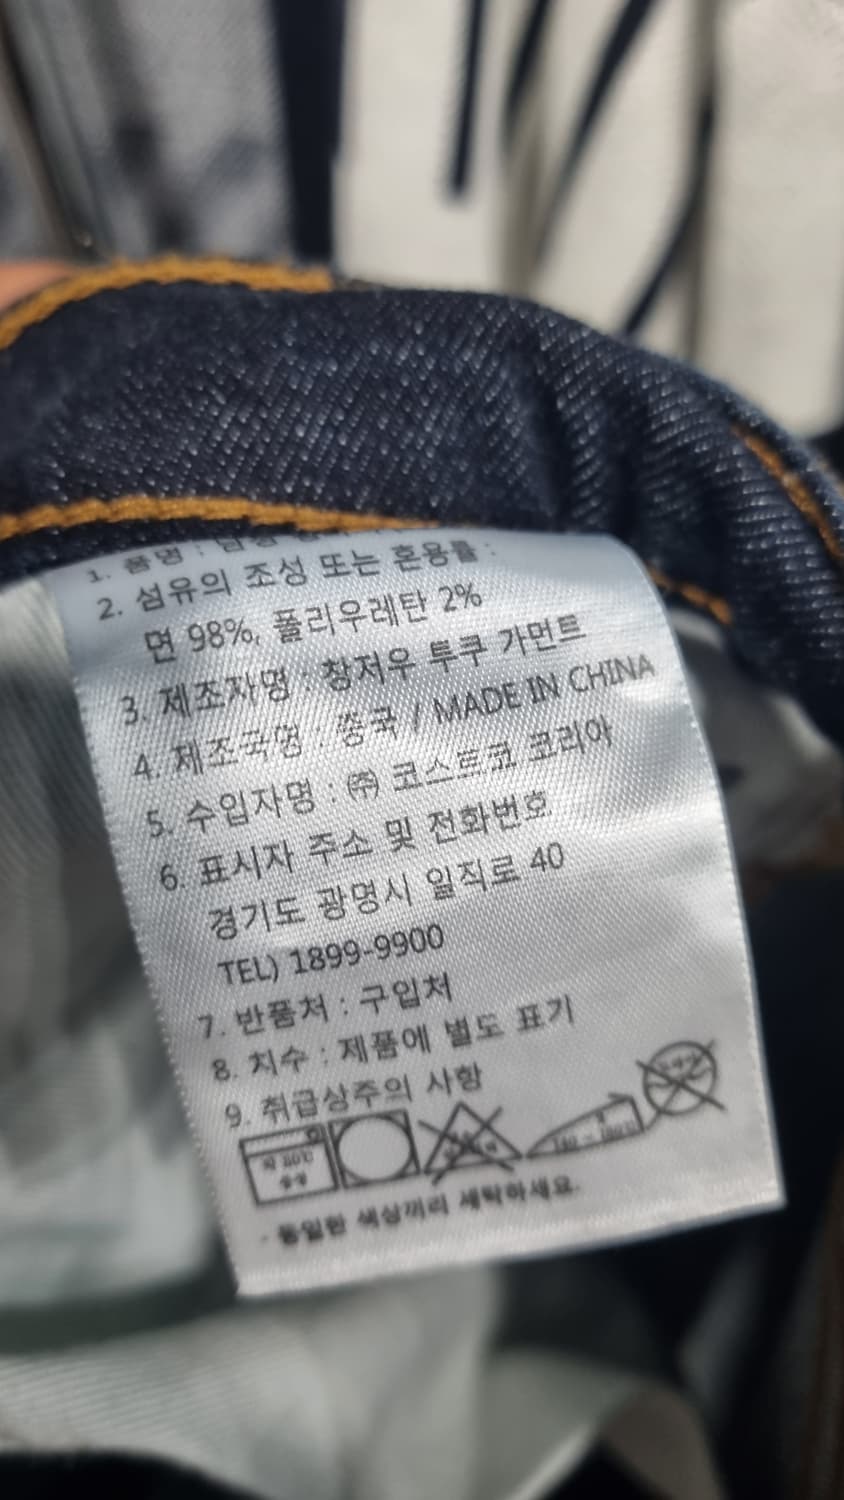 1. 품명 : 남성
2. 섬유의 조성 또는 혼용률 :
면 98%, 폴리우레탄 2%
3. 제조자명 : 창저우 투쿠 가먼트
4. 제조국명 : 중국 / MADE IN CHINA
5. 수입자명 : ㈜ 코스트코 코리아
6. 표시자 주소 및 전화번호
경기도 광명시 일직로 40
TEL) 1899-9900
7. 반품처 : 구입처
8. 치수 : 제품에 별도 표기
9. 취급상주의 사항
· 동일한 색상끼리 세탁하세요.